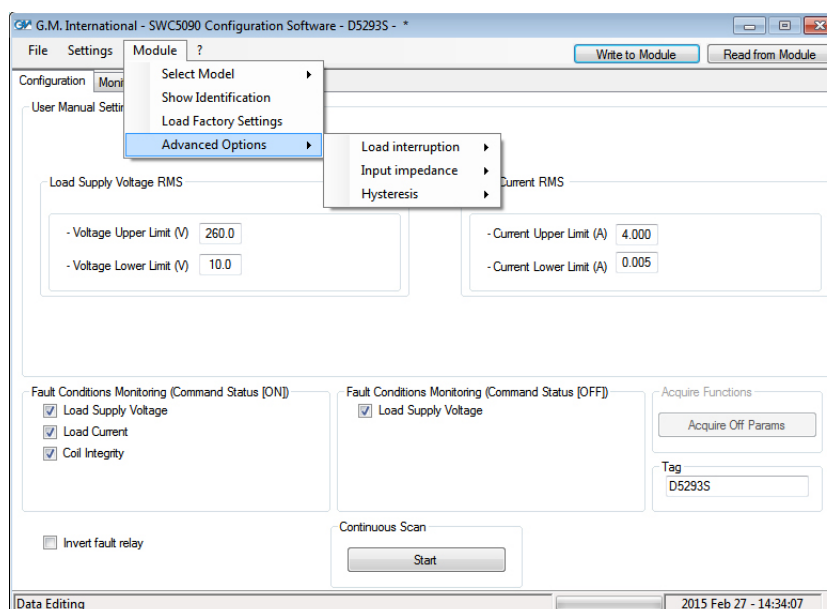 G.M. International - SWC5090 Configuration Software - D5293S - *
File Settings Module ?
Write to Module Read from Module
Select Model
Show Identification
Load Factory Settings
Advanced Options
Load interruption
Input impedance
Hysteresis
Configuration
User Manual
Load Supply Voltage RMS
Current RMS
- Voltage Upper Limit (V) 260.0
- Current Upper Limit (A) 4.000
- Voltage Lower Limit (V) 10.0
- Current Lower Limit (A) 0.005
Fault Conditions Monitoring (Command Status [ON])
Load Supply Voltage
Load Current
Coil Integrity
Fault Conditions Monitoring (Command Status [OFF])
Load Supply Voltage
Acquire Functions
Acquire Off Params
Tag
D5293S
Invert fault relay
Continuous Scan
Start
Data Editing
2015 Feb 27 - 14:34:07